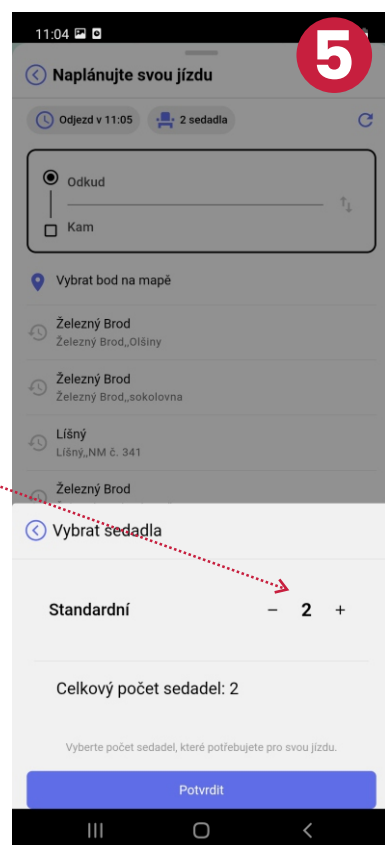 11:04
5
Naplánujte svou jízdu
Odjezd v 11:05
2 sedadla
Odkud
Kam
Vybrat bod na mapě
Železný Brod
Železný Brod,,Olšiny
Železný Brod
Železný Brod,,sokolovna
Líšný
Líšný,,NM č. 341
Železný Brod
Vybrat sedadla
Standardní − 2 +
Celkový počet sedadel: 2
Vyberte počet sedadel, které potřebujete pro svou jízdu.
Potvrdit